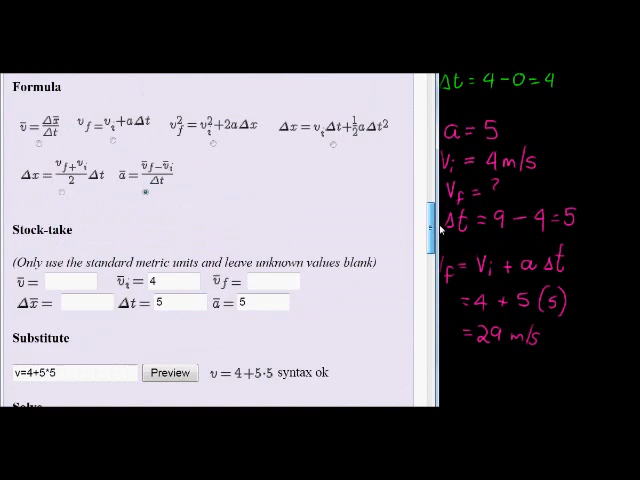 Formula
v̅ = Δx̅/Δt
v_f = v_i + aΔt
v_f² = v_i² + 2aΔx
Δx = v_iΔt + ½aΔt²
Δx = (v_f + v_i)/2 Δt
a̅ = (v̅_f − v̅_i)/Δt
Stock-take
(Only use the standard metric units and leave unknown values blank)
v̅ = v̅_i = 4 v̅_f =
Δx̅ = Δt = 5 a̅ = 5
Substitute
v=4+5*5 Preview v = 4+5·5 syntax ok
Δt = 4 − 0 = 4
a = 5
V_i = 4 m/s
V_f = ?
Δt = 9 − 4 = 5
V_f = V_i + a Δt
= 4 + 5 (5)
= 29 m/s